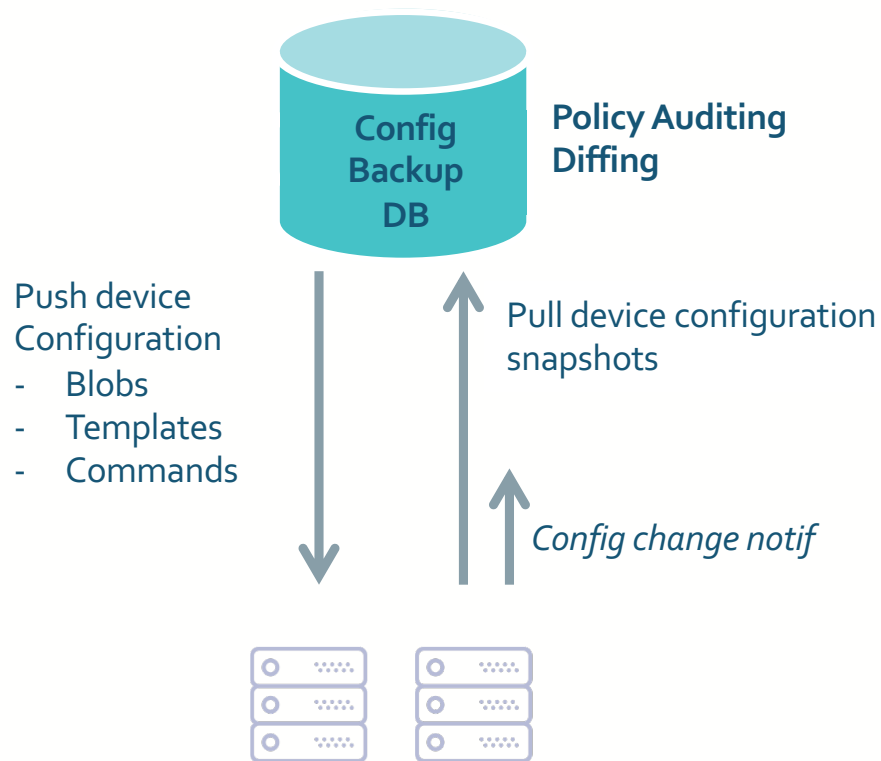 Config
Backup
DB
Policy Auditing
Diffing
Push device
Configuration
- Blobs
- Templates
- Commands
Pull device configuration
snapshots
Config change notif